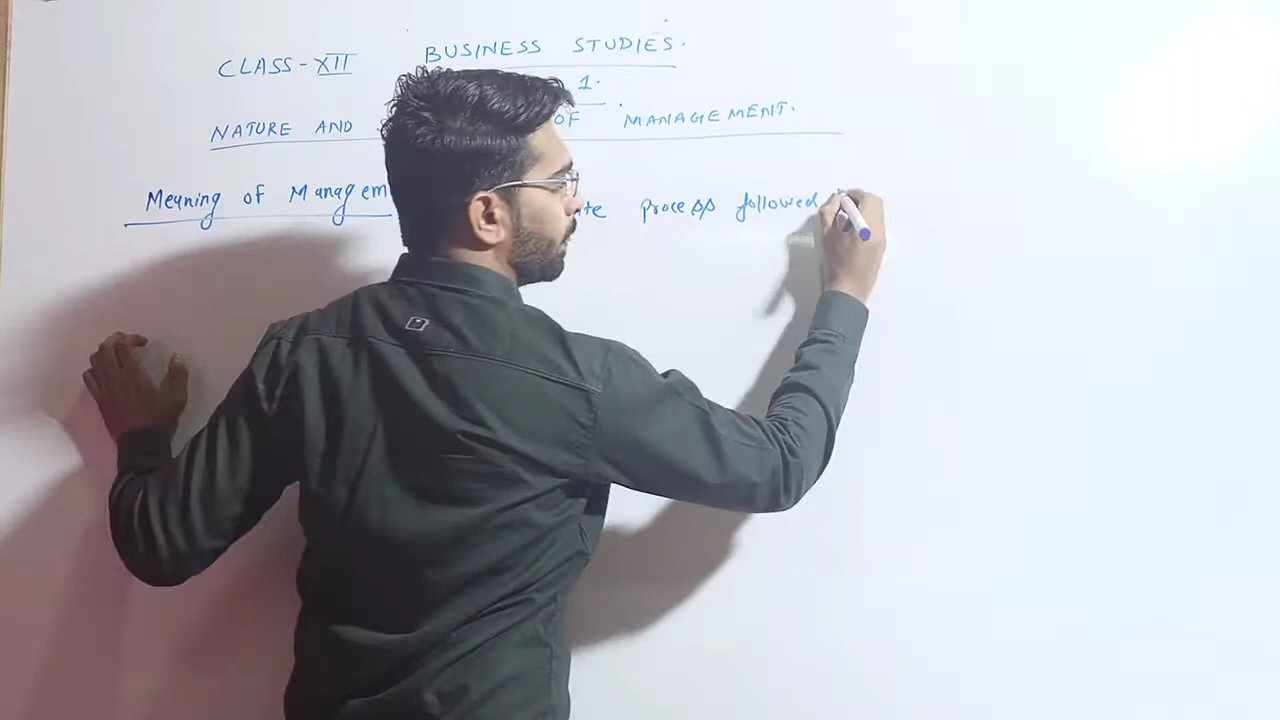 CLASS-XII BUSINESS STUDIES.
1.
NATURE AND OF MANAGEMENT.
Meaning of Managem te process followed